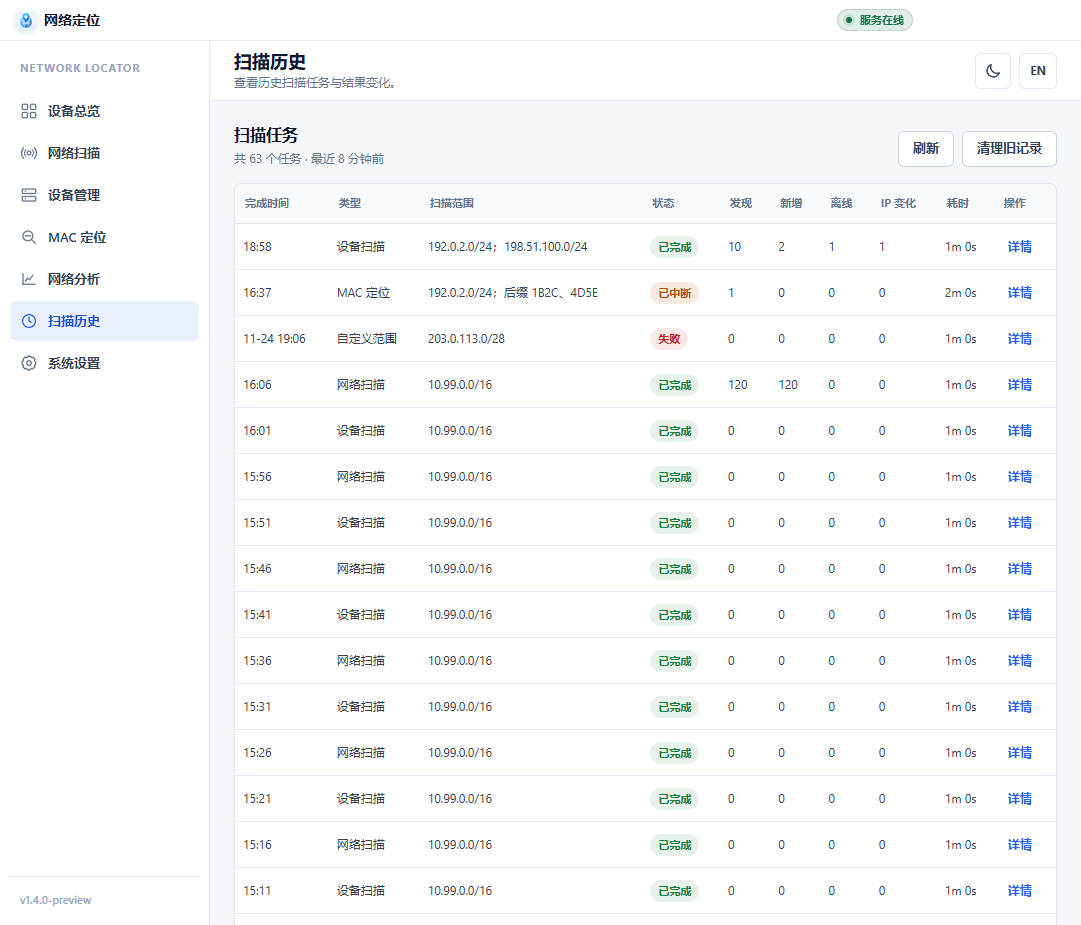 网络定位
服务在线
NETWORK LOCATOR
设备总览
网络扫描
设备管理
MAC 定位
网络分析
扫描历史
系统设置
v1.4.0-preview
扫描历史
查看历史扫描任务与结果变化。
EN
扫描任务
共 63 个任务 · 最近 8 分钟前
刷新
清理旧记录
完成时间 类型 扫描范围 状态 发现 新增 离线 IP 变化 耗时 操作
18:58 设备扫描 192.0.2.0/24；198.51.100.0/24 已完成 10 2 1 1 1m 0s 详情
16:37 MAC 定位 192.0.2.0/24；后缀 1B2C、4D5E 已中断 1 0 0 0 2m 0s 详情
11-24 19:06 自定义范围 203.0.113.0/28 失败 0 0 0 0 1m 0s 详情
16:06 网络扫描 10.99.0.0/16 已完成 120 120 0 0 1m 0s 详情
16:01 设备扫描 10.99.0.0/16 已完成 0 0 0 0 1m 0s 详情
15:56 网络扫描 10.99.0.0/16 已完成 0 0 0 0 1m 0s 详情
15:51 设备扫描 10.99.0.0/16 已完成 0 0 0 0 1m 0s 详情
15:46 网络扫描 10.99.0.0/16 已完成 0 0 0 0 1m 0s 详情
15:41 设备扫描 10.99.0.0/16 已完成 0 0 0 0 1m 0s 详情
15:36 网络扫描 10.99.0.0/16 已完成 0 0 0 0 1m 0s 详情
15:31 设备扫描 10.99.0.0/16 已完成 0 0 0 0 1m 0s 详情
15:26 网络扫描 10.99.0.0/16 已完成 0 0 0 0 1m 0s 详情
15:21 设备扫描 10.99.0.0/16 已完成 0 0 0 0 1m 0s 详情
15:16 网络扫描 10.99.0.0/16 已完成 0 0 0 0 1m 0s 详情
15:11 设备扫描 10.99.0.0/16 已完成 0 0 0 0 1m 0s 详情